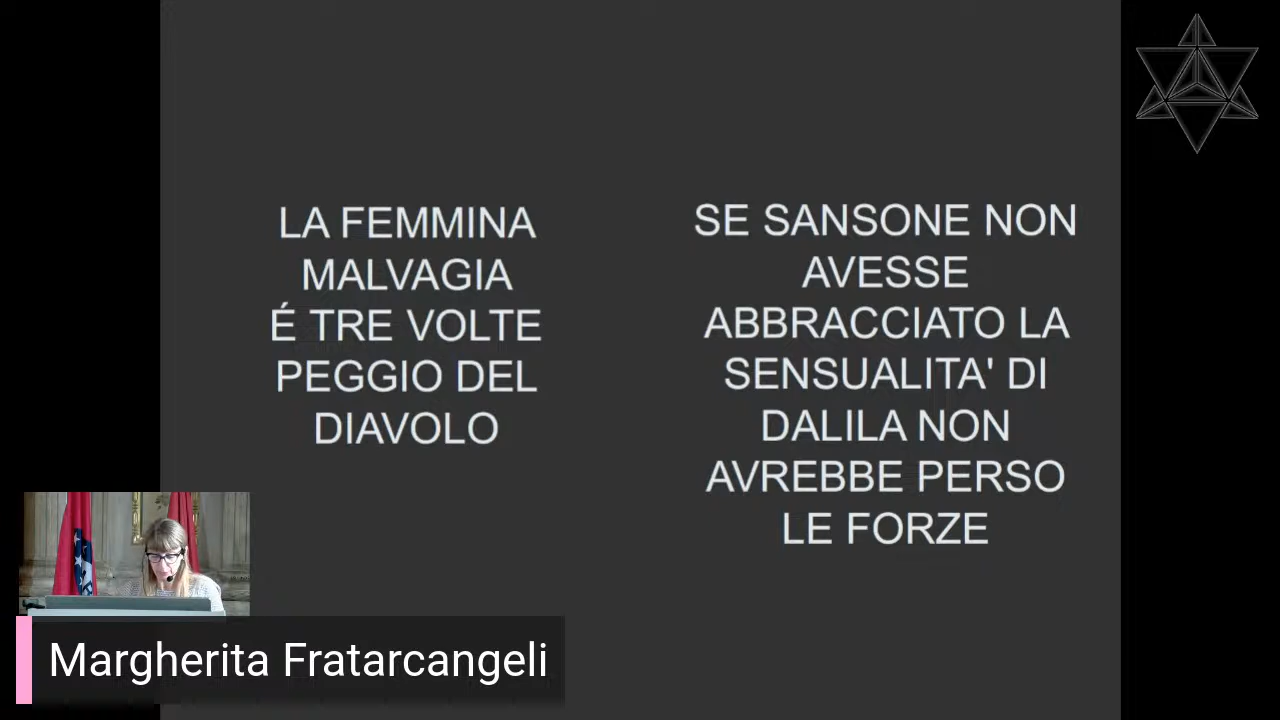 LA FEMMINA
MALVAGIA
É TRE VOLTE
PEGGIO DEL
DIAVOLO
SE SANSONE NON
AVESSE
ABBRACCIATO LA
SENSUALITA' DI
DALILA NON
AVREBBE PERSO
LE FORZE
Margherita Fratarcangeli